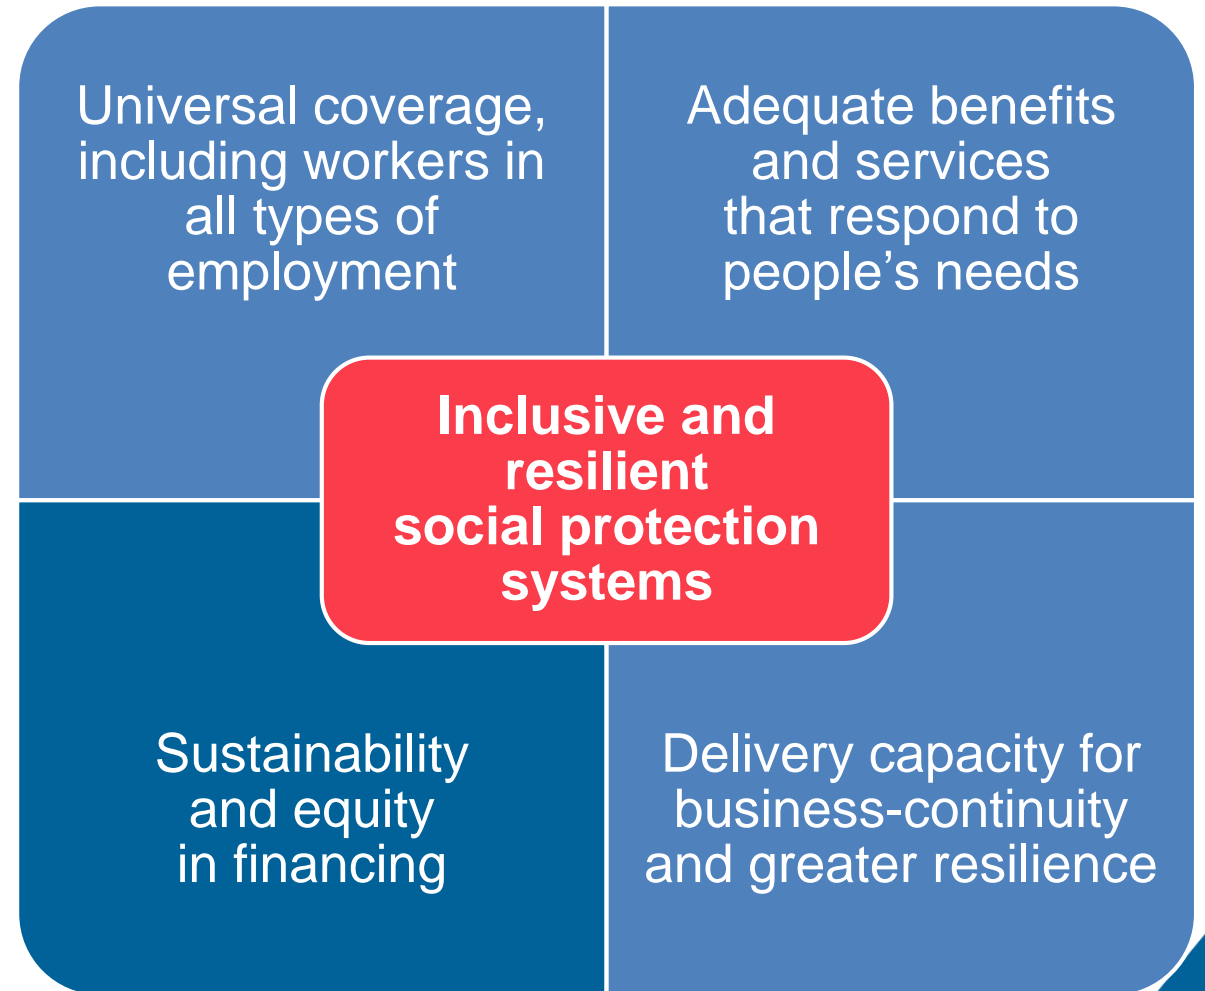 Universal coverage,
including workers in
all types of
employment
Adequate benefits
and services
that respond to
people’s needs
Inclusive and
resilient
social protection
systems
Sustainability
and equity
in financing
Delivery capacity for
business-continuity
and greater resilience